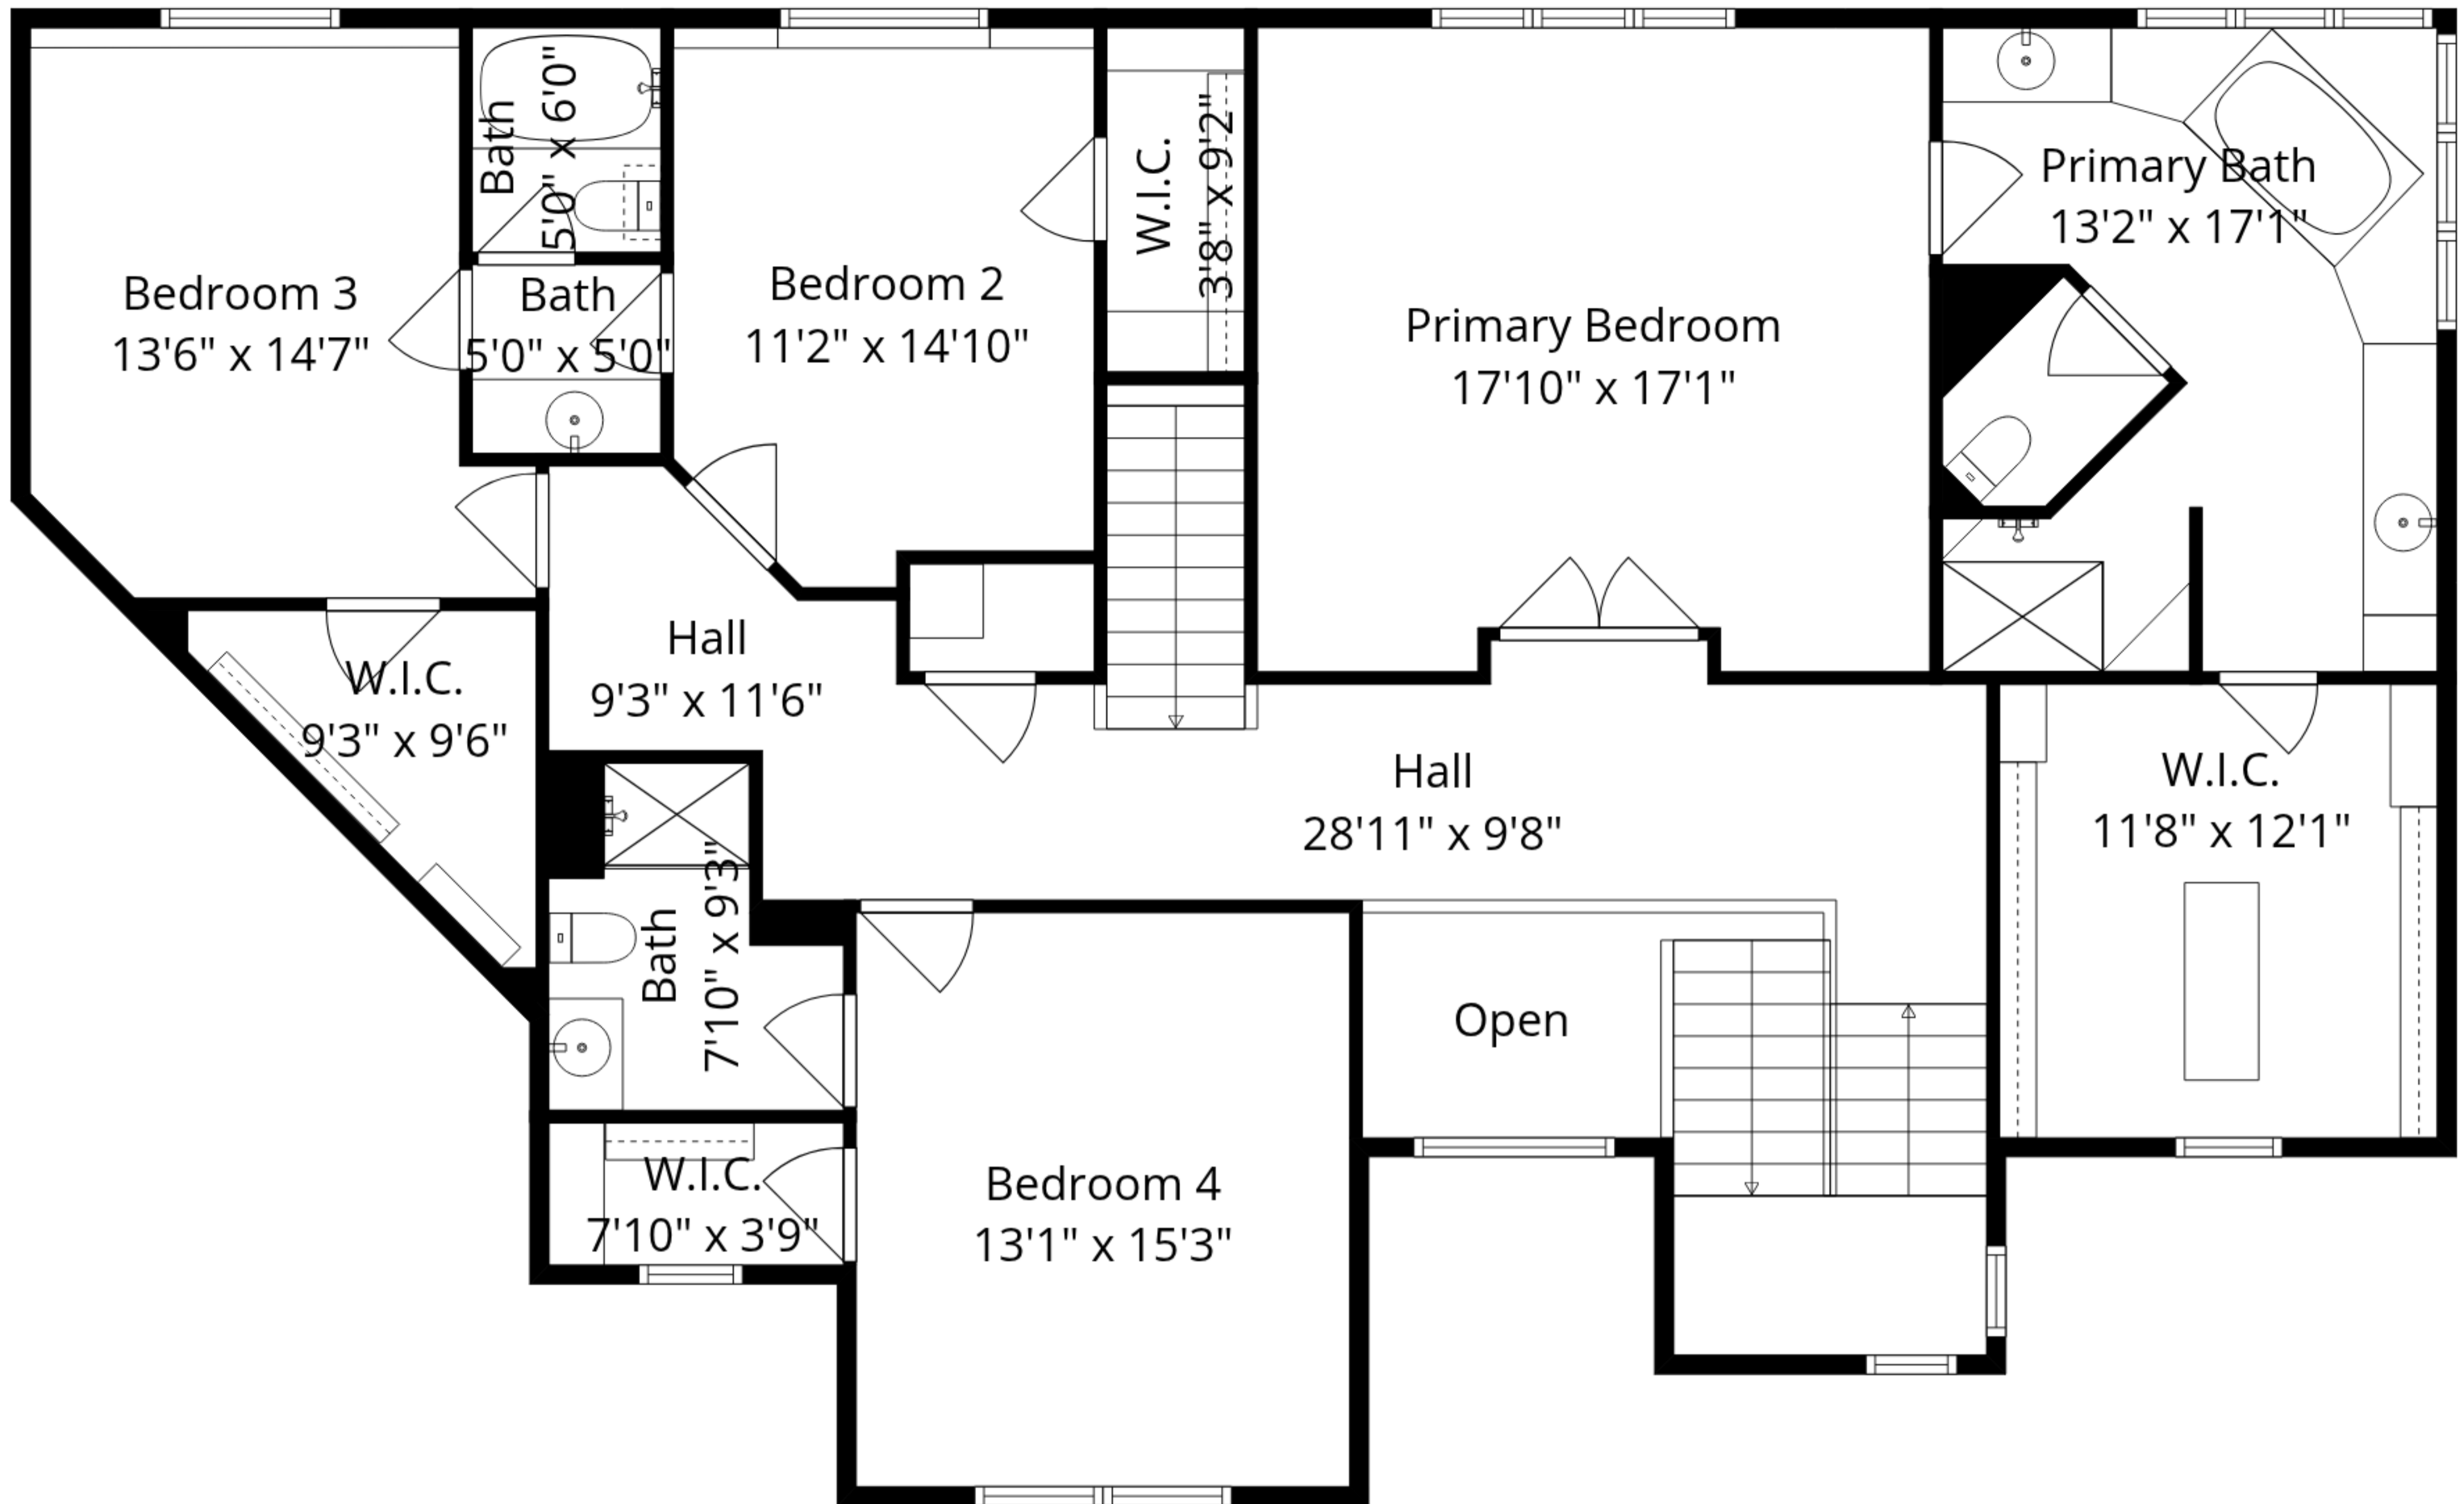 Bath
5'0" x 6'0"
W.I.C.
3'8" x 9'2"
Primary Bath
13'2" x 17'1"
Bedroom 3
13'6" x 14'7"
Bath
5'0" x 5'0"
Bedroom 2
11'2" x 14'10"
Primary Bedroom
17'10" x 17'1"
W.I.C.
9'3" x 9'6"
Hall
9'3" x 11'6"
Hall
28'11" x 9'8"
W.I.C.
11'8" x 12'1"
Bath
7'10" x 9'3"
Open
W.I.C.
7'10" x 3'9"
Bedroom 4
13'1" x 15'3"